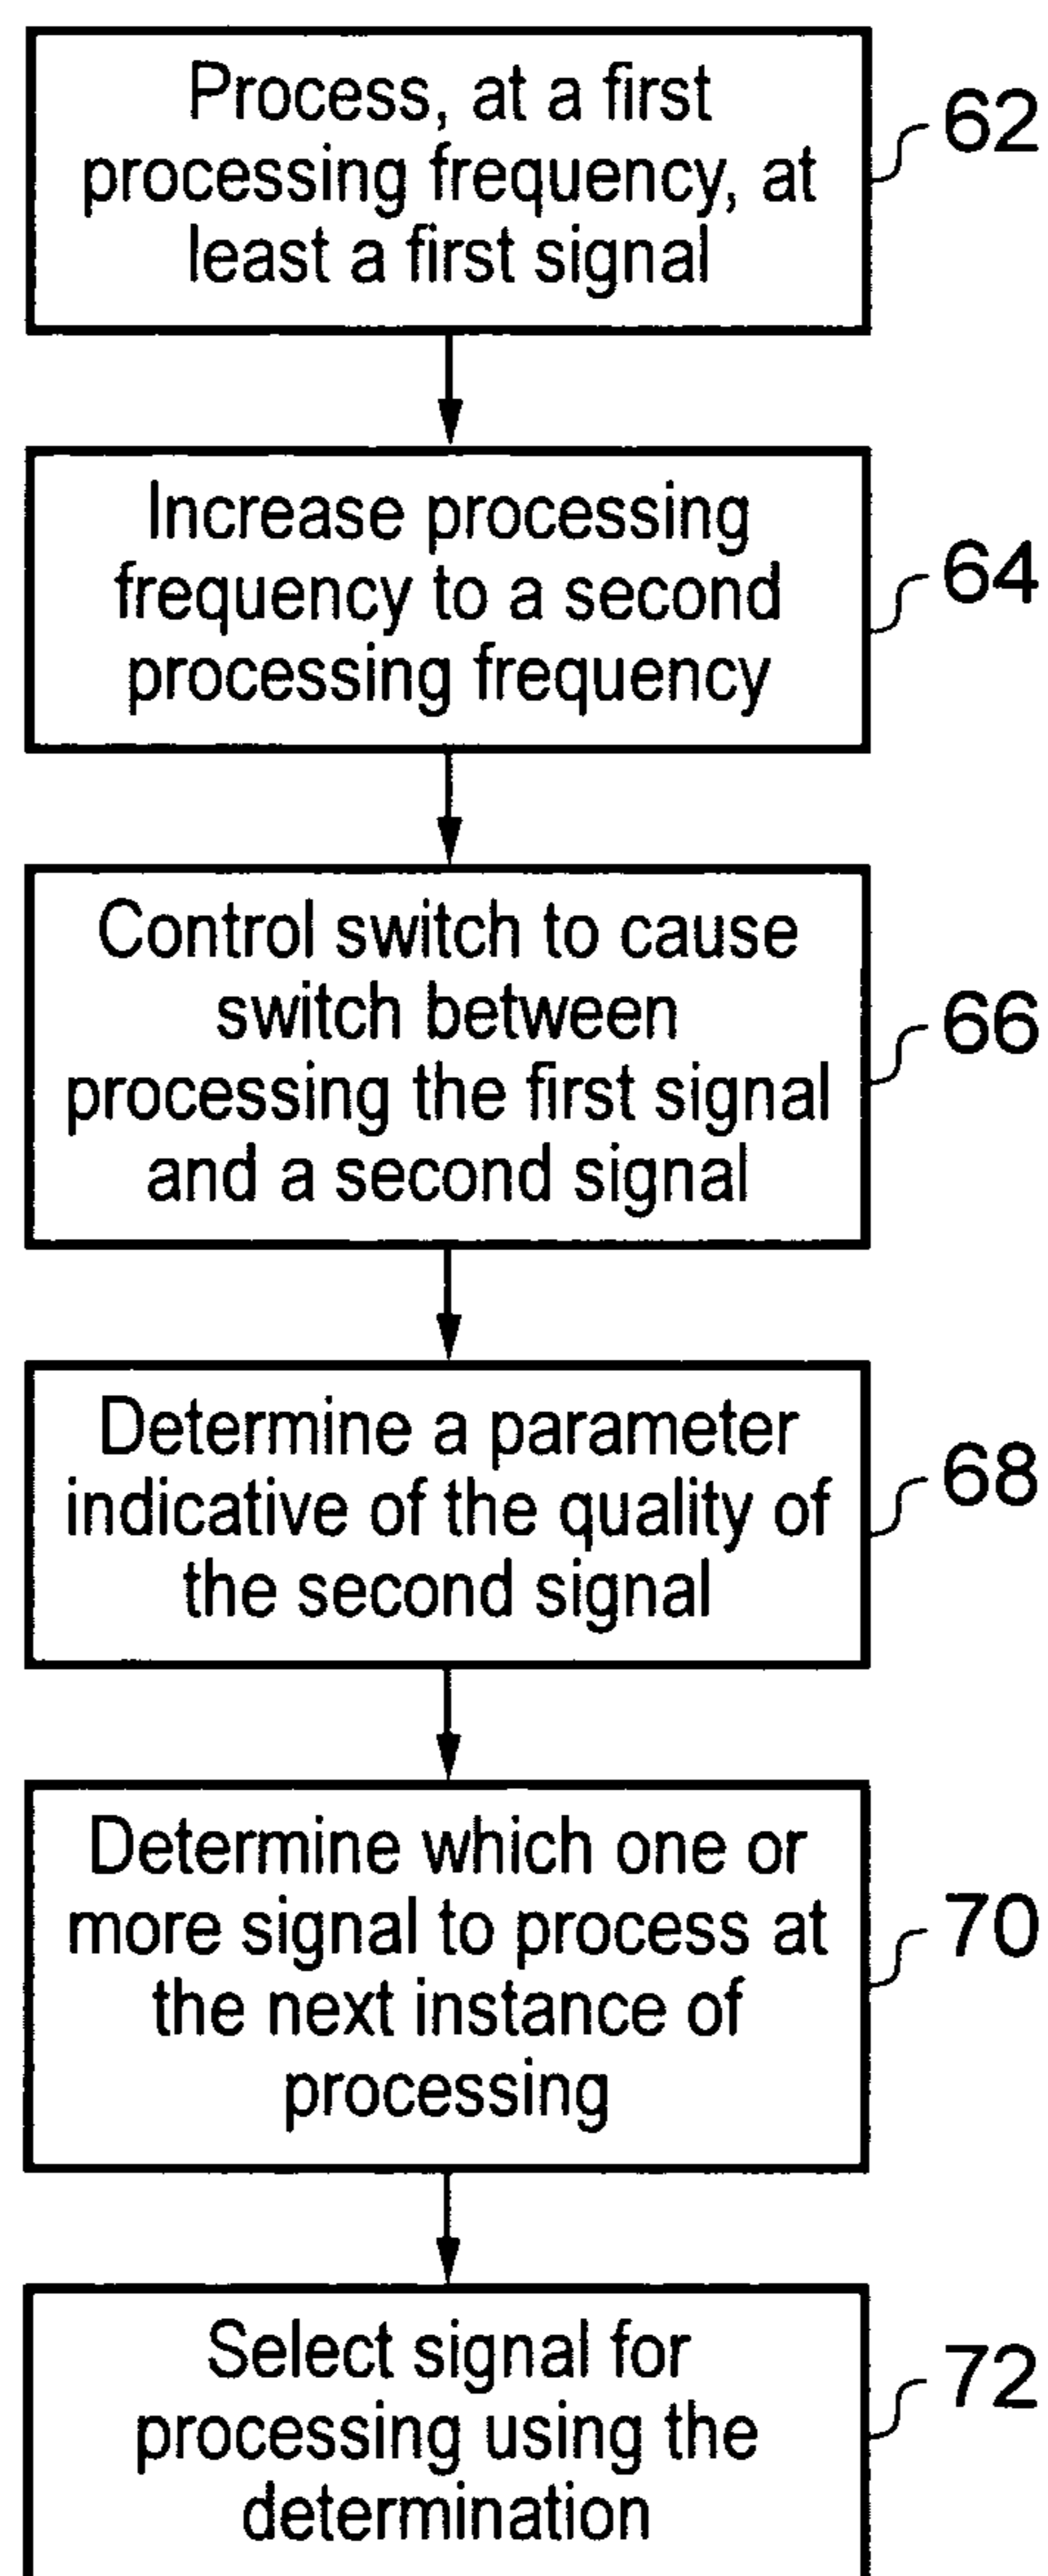 Process, at a first
processing frequency, at
least a first signal
62
Increase processing
frequency to a second
processing frequency
64
Control switch to cause
switch between
processing the first signal
and a second signal
66
Determine a parameter
indicative of the quality of
the second signal
68
Determine which one or
more signal to process at
the next instance of
processing
70
Select signal for
processing using the
determination
72